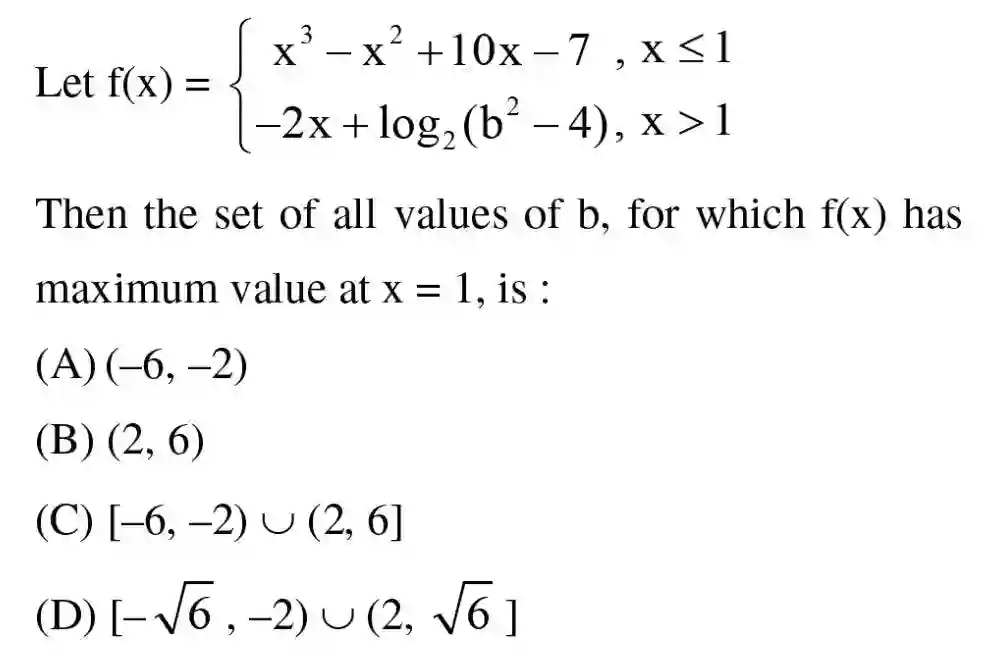 Let f(x) = { x³ – x² +10x – 7 , x ≤ 1
–2x + log₂(b² – 4), x > 1
Then the set of all values of b, for which f(x) has
maximum value at x = 1, is :
(A) (–6, –2)
(B) (2, 6)
(C) [–6, –2) ∪ (2, 6]
(D) [–√6 , –2) ∪ (2, √6 ]